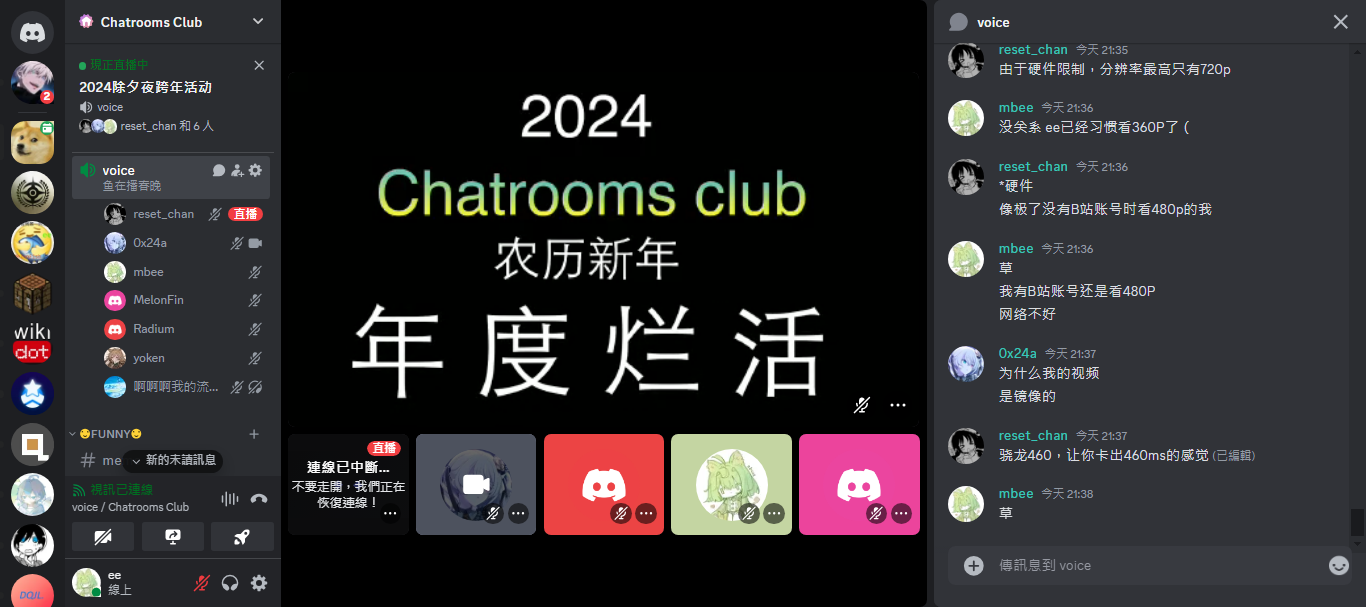 2
wiki
dot
DQJL
Chatrooms Club
現正直播中
2024除夕夜跨年活动
voice
reset_chan 和 6 人
voice
鱼在播春晚
reset_chan
直播
0x24a
mbee
MelonFin
Radium
yoken
啊啊啊我的流...
FUNNY
me
新的未讀訊息
視訊已連線
voice / Chatrooms Club
ee
線上
2024
Chatrooms club
农历新年
年度烂活
直播
連線已中斷...
不要走開,我們正在
恢復連線!
voice
reset_chan 今天 21:35
由于硬件限制,分辨率最高只有720p
mbee 今天 21:36
没关系 ee已经习惯看360P了(
reset_chan 今天 21:36
*硬件
像极了没有B站账号时看480p的我
mbee 今天 21:36
草
我有B站账号还是看480P
网络不好
0x24a 今天 21:37
为什么我的视频
是镜像的
reset_chan 今天 21:37
骁龙460,让你卡出460ms的感觉 (已編輯)
mbee 今天 21:38
草
傳訊息到 voice